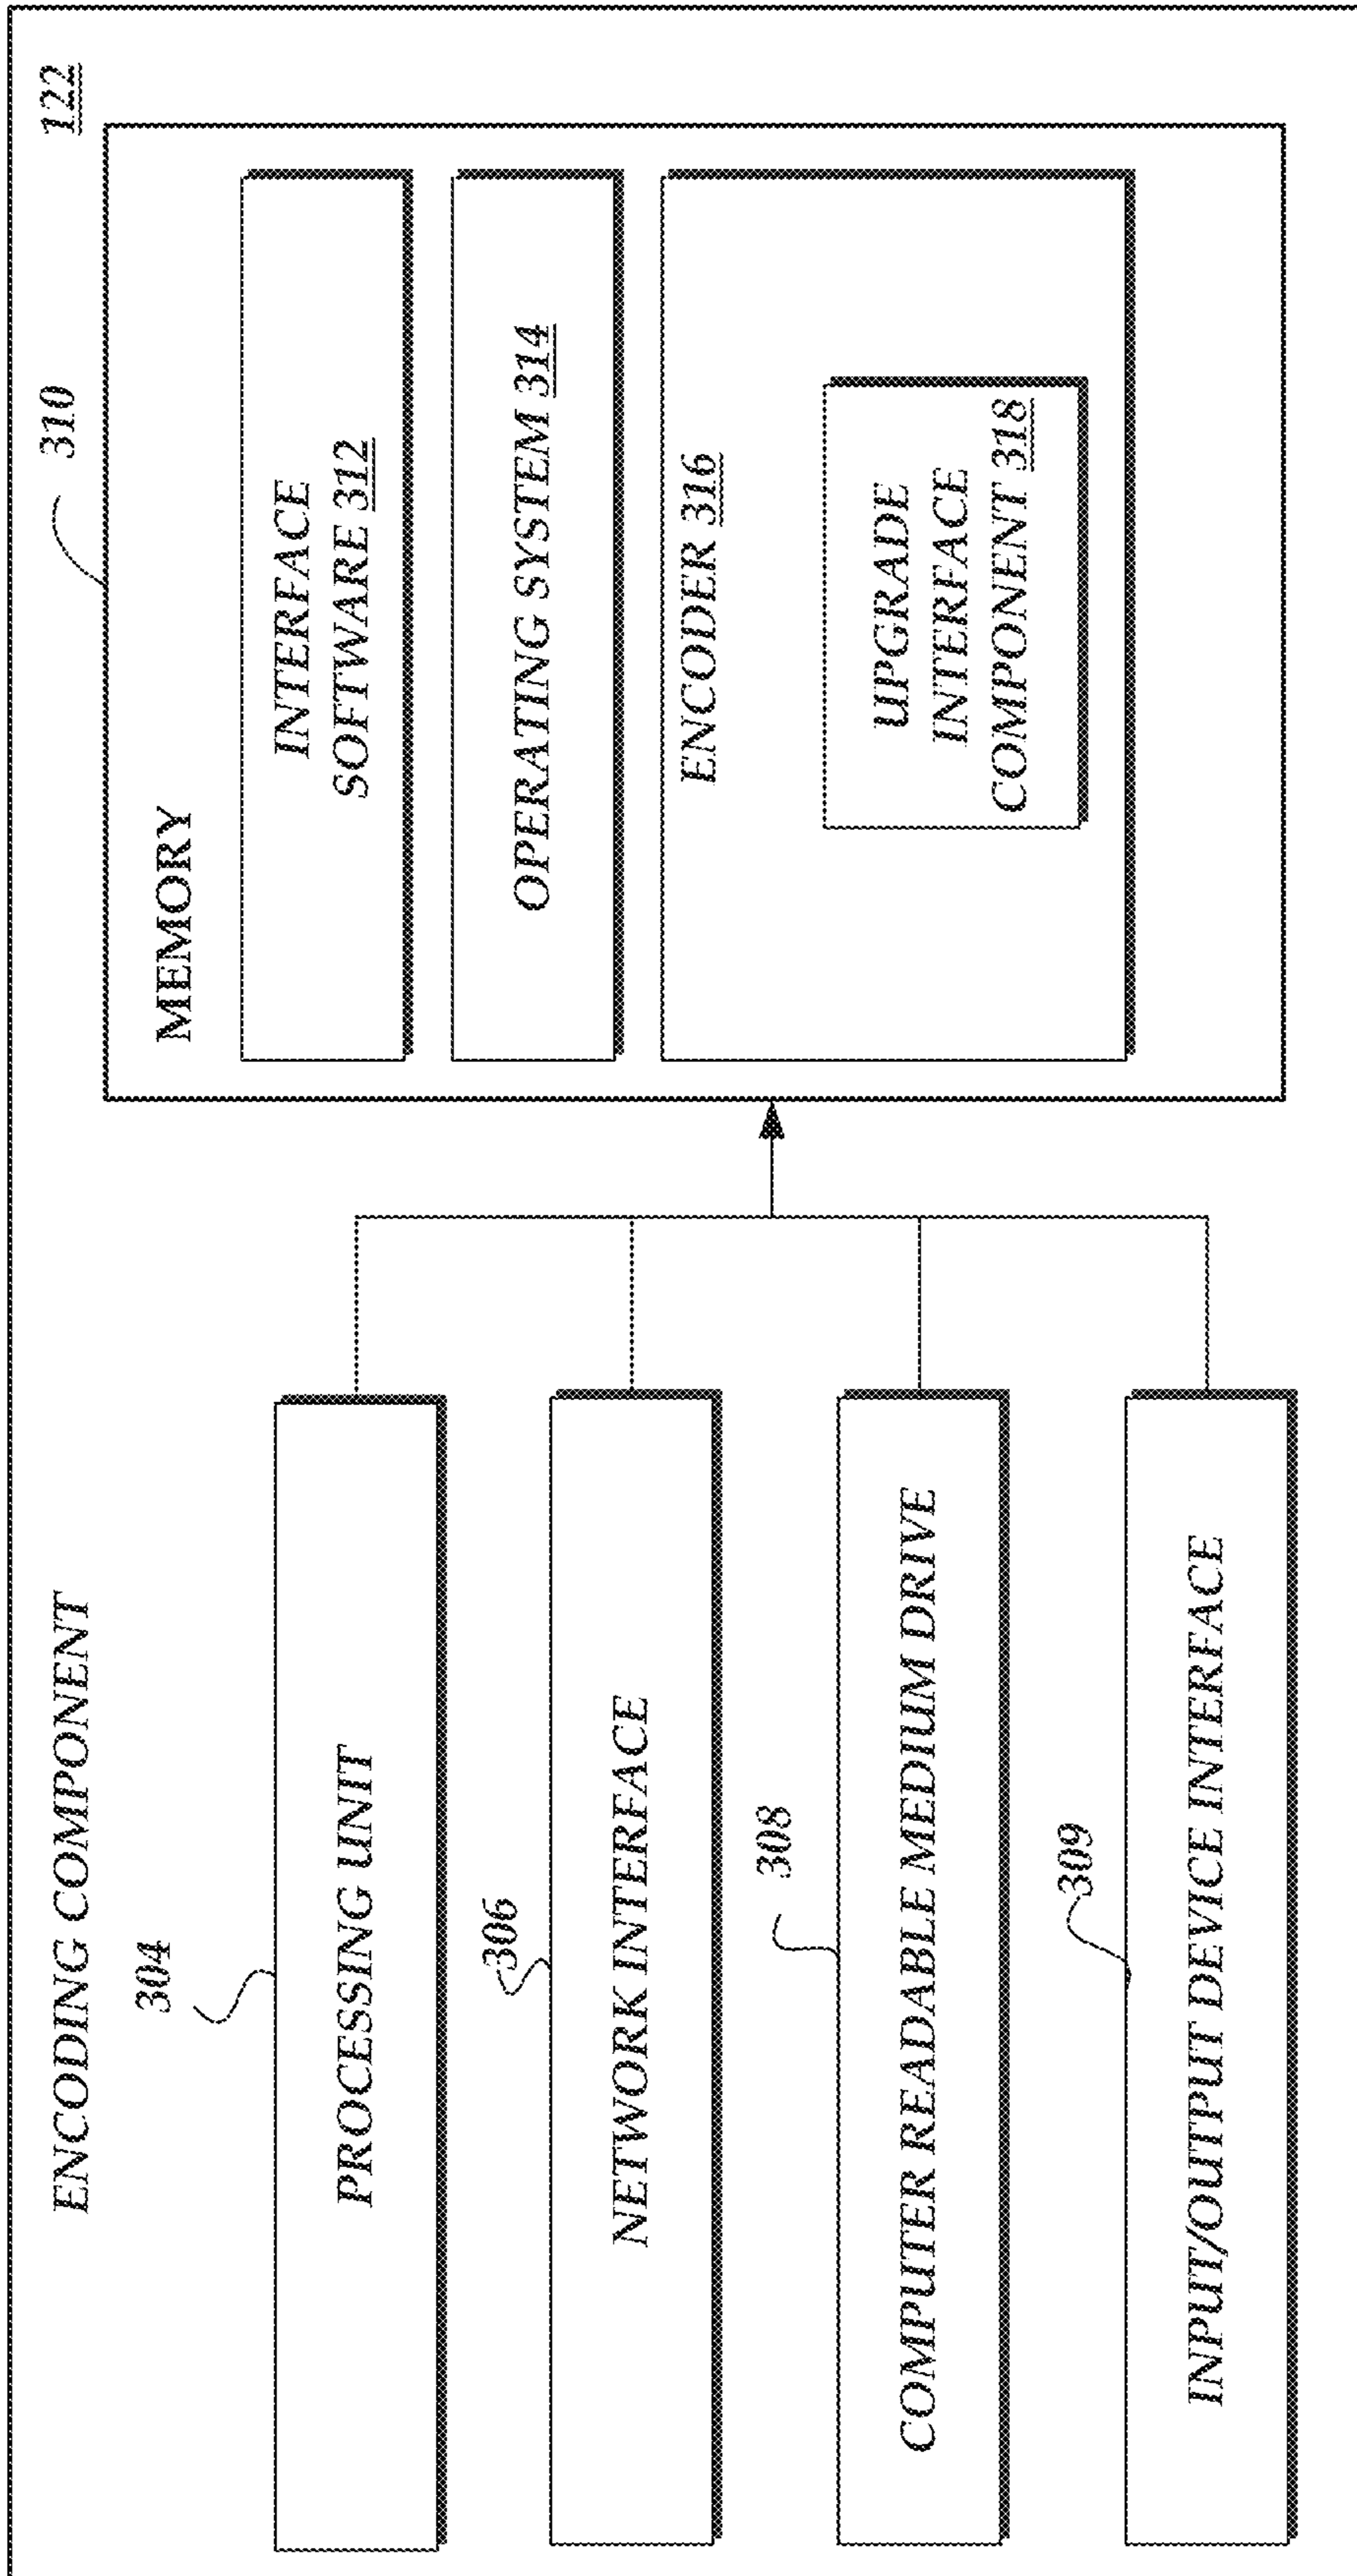 ENCODING COMPONENT
122
304
PROCESSING UNIT
306
NETWORK INTERFACE
308
COMPUTER READABLE MEDIUM DRIVE
309
INPUT/OUTPUT DEVICE INTERFACE
310
MEMORY
INTERFACE
SOFTWARE 312
OPERATING SYSTEM 314
ENCODER 316
UPGRADE
INTERFACE
COMPONENT 318